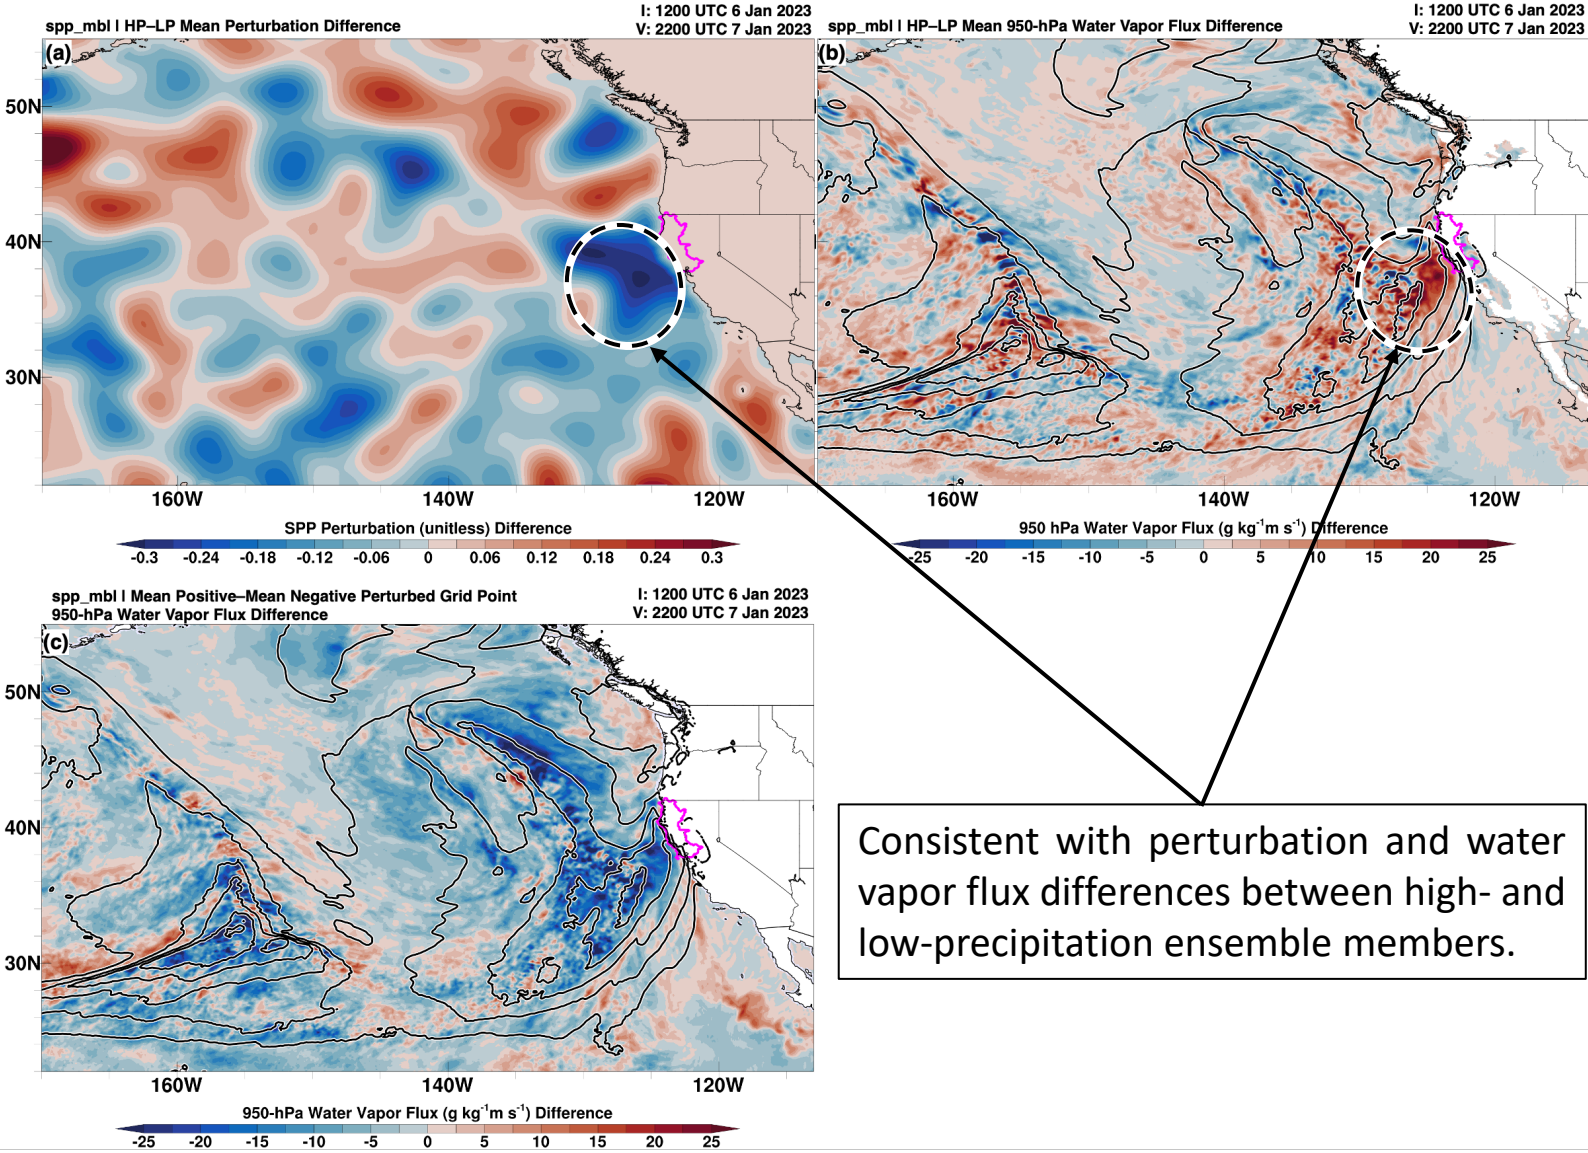 spp_mbl | HP–LP Mean Perturbation Difference
I: 1200 UTC 6 Jan 2023
V: 2200 UTC 7 Jan 2023
(a)
50N
40N
30N
160W 140W 120W
SPP Perturbation (unitless) Difference
-0.3 -0.24 -0.18 -0.12 -0.06 0 0.06 0.12 0.18 0.24 0.3
spp_mbl | HP–LP Mean 950-hPa Water Vapor Flux Difference
I: 1200 UTC 6 Jan 2023
V: 2200 UTC 7 Jan 2023
(b)
160W 140W 120W
950 hPa Water Vapor Flux (g kg⁻¹m s⁻¹) Difference
-25 -20 -15 -10 -5 0 5 10 15 20 25
spp_mbl | Mean Positive–Mean Negative Perturbed Grid Point
950-hPa Water Vapor Flux Difference
I: 1200 UTC 6 Jan 2023
V: 2200 UTC 7 Jan 2023
(c)
50N
40N
30N
160W 140W 120W
950-hPa Water Vapor Flux (g kg⁻¹m s⁻¹) Difference
-25 -20 -15 -10 -5 0 5 10 15 20 25
Consistent with perturbation and water
vapor flux differences between high- and
low-precipitation ensemble members.